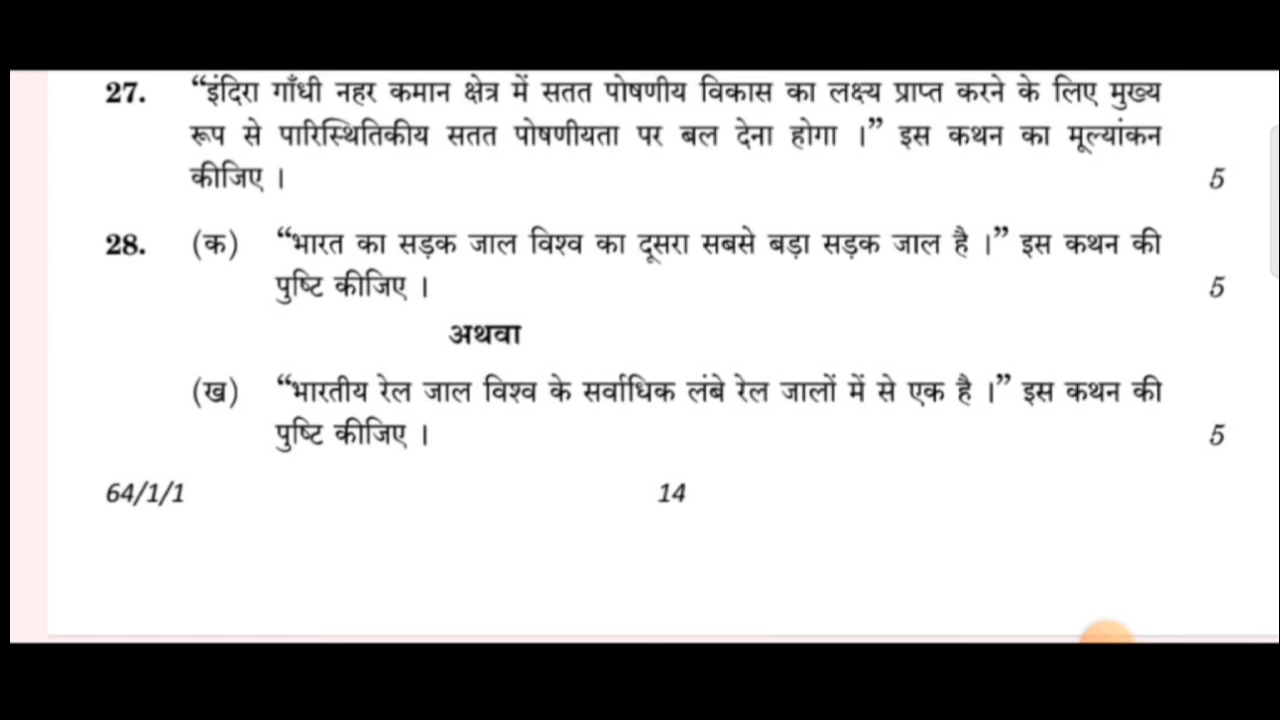 27. “इंदिरा गाँधी नहर कमान क्षेत्र में सतत पोषणीय विकास का लक्ष्य प्राप्त करने के लिए मुख्य
रूप से पारिस्थितिकीय सतत पोषणीयता पर बल देना होगा ।” इस कथन का मूल्यांकन
कीजिए । 5
28. (क) “भारत का सड़क जाल विश्व का दूसरा सबसे बड़ा सड़क जाल है ।” इस कथन की
पुष्टि कीजिए । 5
अथवा
(ख) “भारतीय रेल जाल विश्व के सर्वाधिक लंबे रेल जालों में से एक है ।” इस कथन की
पुष्टि कीजिए । 5
64/1/1 14